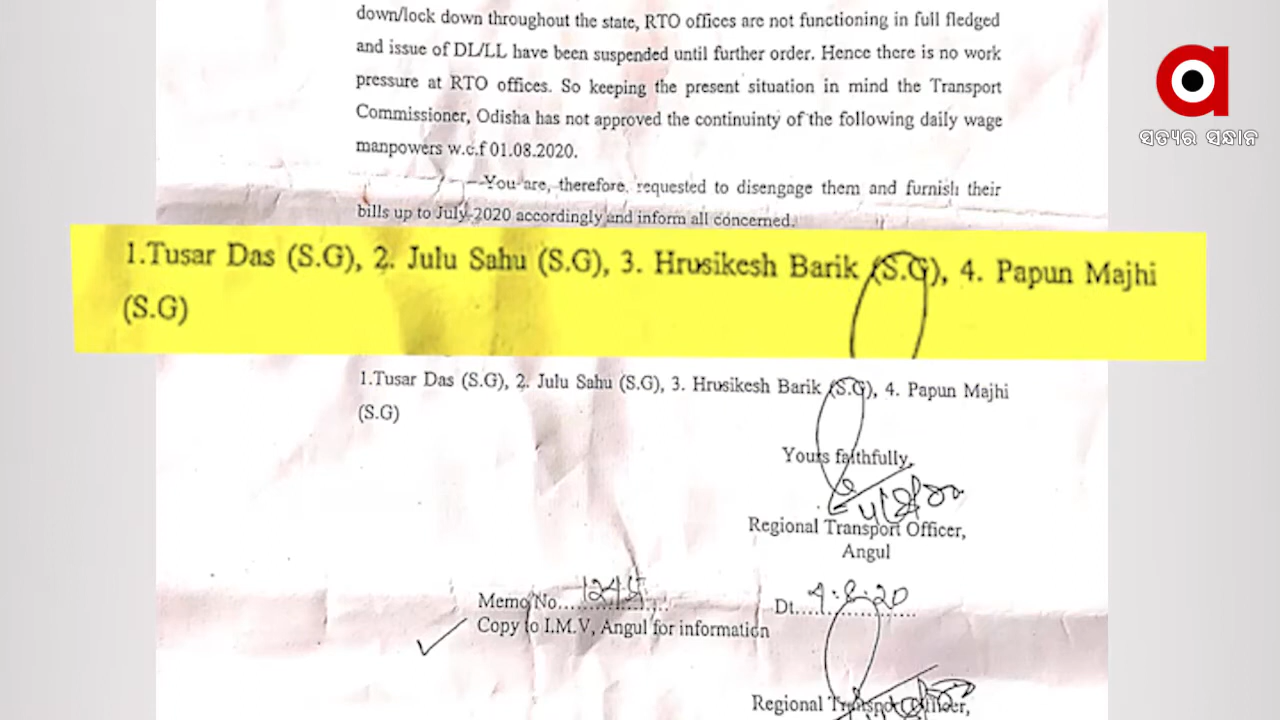 down/lock down throughout the state, RTO offices are not functioning in full fledged
and issue of DL/LL have been suspended until further order. Hence there is no work
pressure at RTO offices. So keeping the present situation in mind the Transport
Commissioner, Odisha has not approved the continuinty of the following daily wage
manpowers w.c.f 01.08.2020.
You are, therefore, requested to disengage them and furnish their
bills up to July-2020 accordingly and inform all concerned.
1.Tusar Das (S.G), 2. Julu Sahu (S.G), 3. Hrusikesh Barik (S.G), 4. Papun Majhi
(S.G)
1.Tusar Das (S.G), 2. Julu Sahu (S.G), 3. Hrusikesh Barik (S.G), 4. Papun Majhi
(S.G)
Yours faithfully,
Regional Transport Officer,
Angul
Memo No..............
Dt. 4.8.20
Copy to I.M.V, Angul for information
Regional Transport Officer,
ସତ୍ୟର ସନ୍ଧାନ